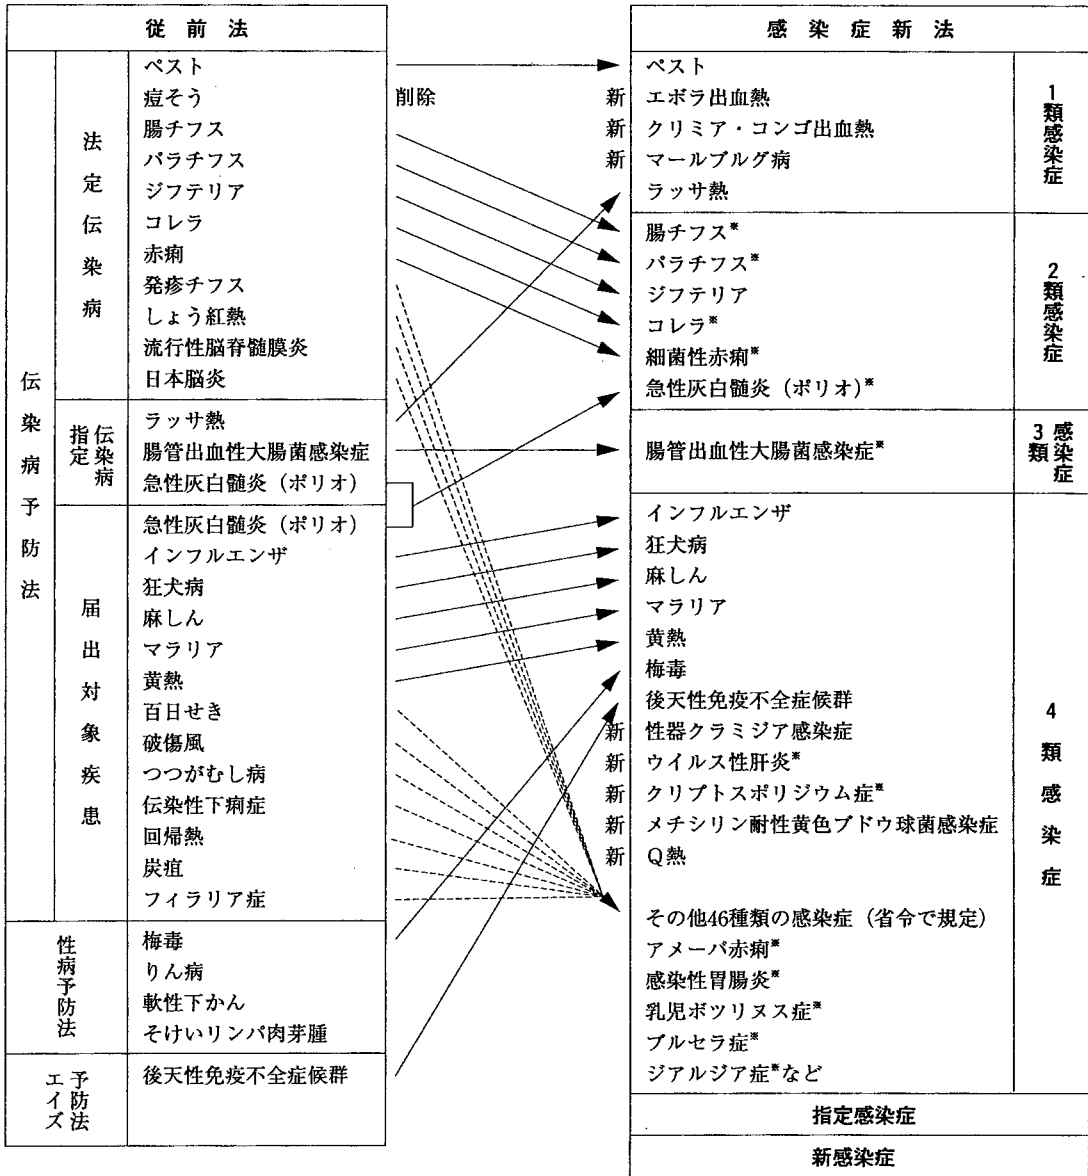 従前法
伝染病予防法
法定伝染病
ペスト
痘そう
腸チフス
パラチフス
ジフテリア
コレラ
赤痢
発疹チフス
しょう紅熱
流行性脳脊髄膜炎
日本脳炎
指定伝染病
ラッサ熱
腸管出血性大腸菌感染症
急性灰白髄炎（ポリオ）
届出対象疾患
急性灰白髄炎（ポリオ）
インフルエンザ
狂犬病
麻しん
マラリア
黄熱
百日せき
破傷風
つつがむし病
伝染性下痢症
回帰熱
炭疽
フィラリア症
性病予防法
梅毒
りん病
軟性下かん
そけいリンパ肉芽腫
エイズ予防法
後天性免疫不全症候群
削除
感染症新法
ペスト
新 エボラ出血熱
新 クリミア・コンゴ出血熱
新 マールブルグ病
ラッサ熱
1類感染症
腸チフス※
パラチフス※
ジフテリア
コレラ※
細菌性赤痢※
急性灰白髄炎（ポリオ）※
2類感染症
腸管出血性大腸菌感染症※
3類感染症
インフルエンザ
狂犬病
麻しん
マラリア
黄熱
梅毒
後天性免疫不全症候群
新 性器クラミジア感染症
新 ウイルス性肝炎※
新 クリプトスポリジウム症※
新 メチシリン耐性黄色ブドウ球菌感染症
新 Q熱
その他46種類の感染症（省令で規定）
アメーバ赤痢※
感染性胃腸炎※
乳児ボツリヌス症※
ブルセラ症※
ジアルジア症※など
4類感染症
指定感染症
新感染症